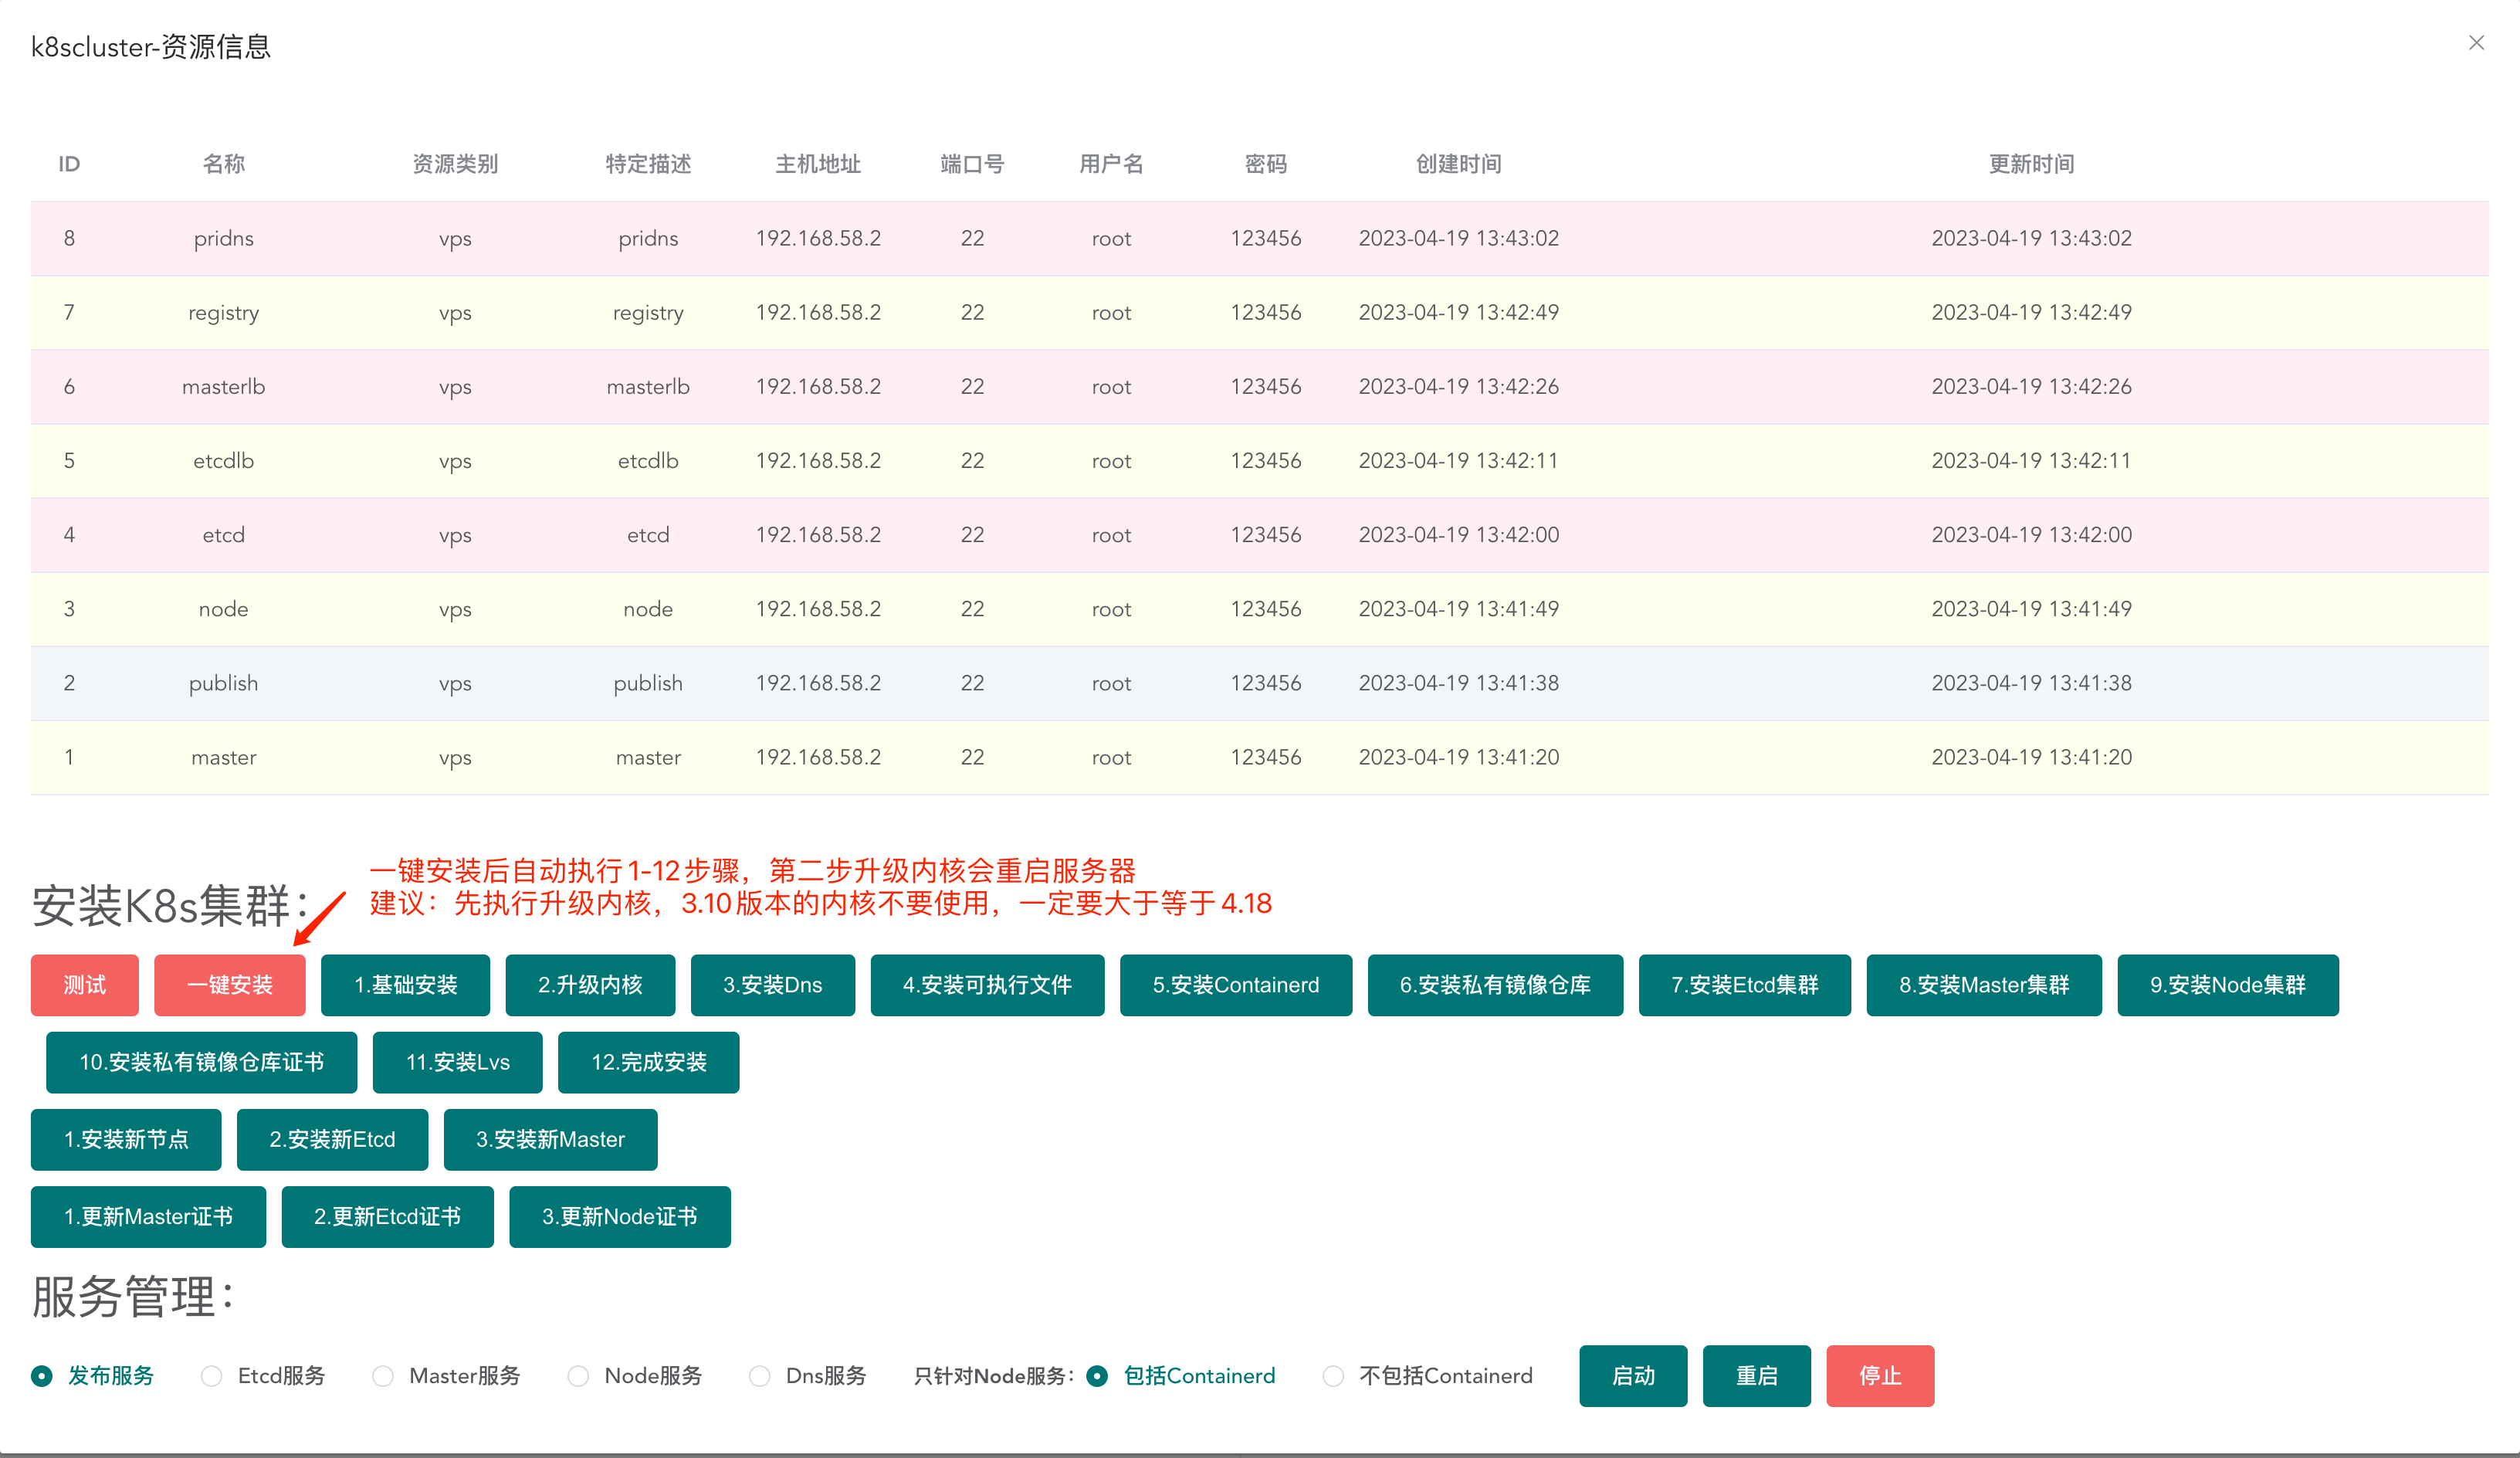 k8scluster-资源信息
ID 名称 资源类别 特定描述 主机地址 端口号 用户名 密码 创建时间 更新时间
8 pridns vps pridns 192.168.58.2 22 root 123456 2023-04-19 13:43:02 2023-04-19 13:43:02
7 registry vps registry 192.168.58.2 22 root 123456 2023-04-19 13:42:49 2023-04-19 13:42:49
6 masterlb vps masterlb 192.168.58.2 22 root 123456 2023-04-19 13:42:26 2023-04-19 13:42:26
5 etcdlb vps etcdlb 192.168.58.2 22 root 123456 2023-04-19 13:42:11 2023-04-19 13:42:11
4 etcd vps etcd 192.168.58.2 22 root 123456 2023-04-19 13:42:00 2023-04-19 13:42:00
3 node vps node 192.168.58.2 22 root 123456 2023-04-19 13:41:49 2023-04-19 13:41:49
2 publish vps publish 192.168.58.2 22 root 123456 2023-04-19 13:41:38 2023-04-19 13:41:38
1 master vps master 192.168.58.2 22 root 123456 2023-04-19 13:41:20 2023-04-19 13:41:20
一键安装后自动执行1-12步骤，第二步升级内核会重启服务器
建议：先执行升级内核，3.10版本的内核不要使用，一定要大于等于4.18
安装K8s集群：
测试 一键安装 1.基础安装 2.升级内核 3.安装Dns 4.安装可执行文件 5.安装Containerd 6.安装私有镜像仓库 7.安装Etcd集群 8.安装Master集群 9.安装Node集群
10.安装私有镜像仓库证书 11.安装Lvs 12.完成安装
1.安装新节点 2.安装新Etcd 3.安装新Master
1.更新Master证书 2.更新Etcd证书 3.更新Node证书
服务管理：
发布服务 Etcd服务 Master服务 Node服务 Dns服务 只针对Node服务： 包括Containerd 不包括Containerd 启动 重启 停止